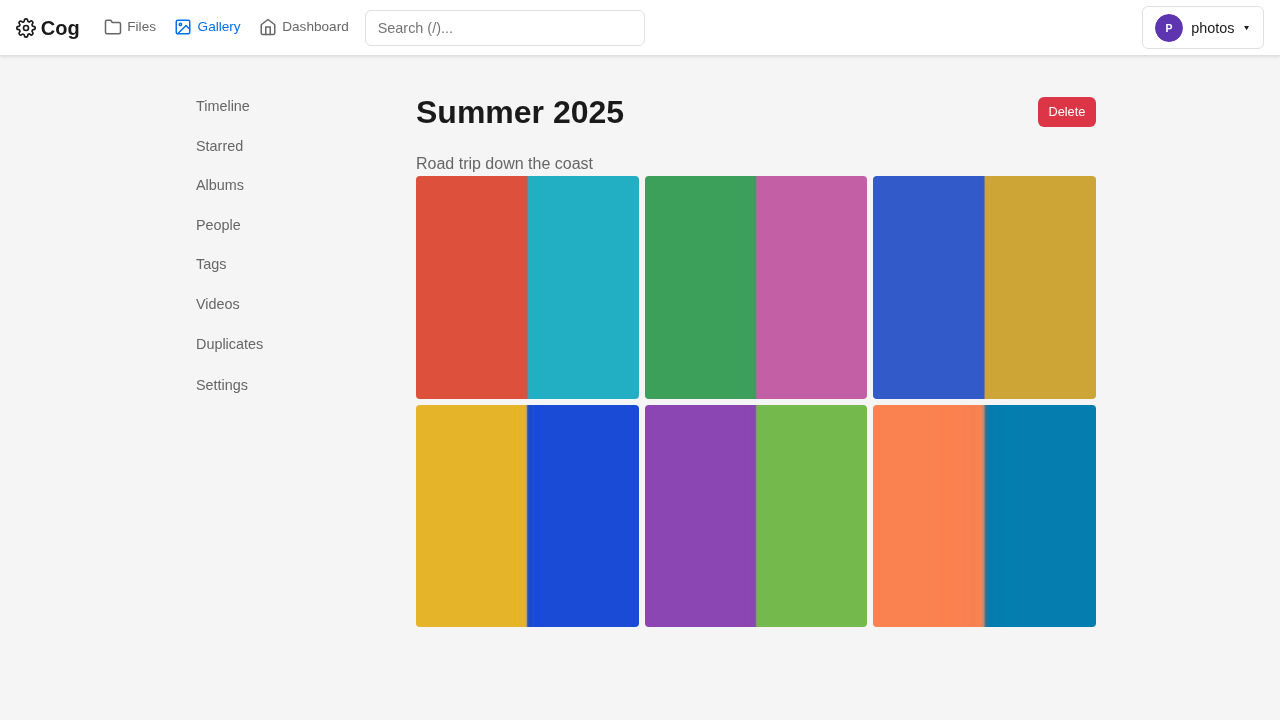 Cog
Files
Gallery
Dashboard
Search (/)...
P
photos
Timeline
Starred
Albums
People
Tags
Videos
Duplicates
Settings
Summer 2025
Delete
Road trip down the coast